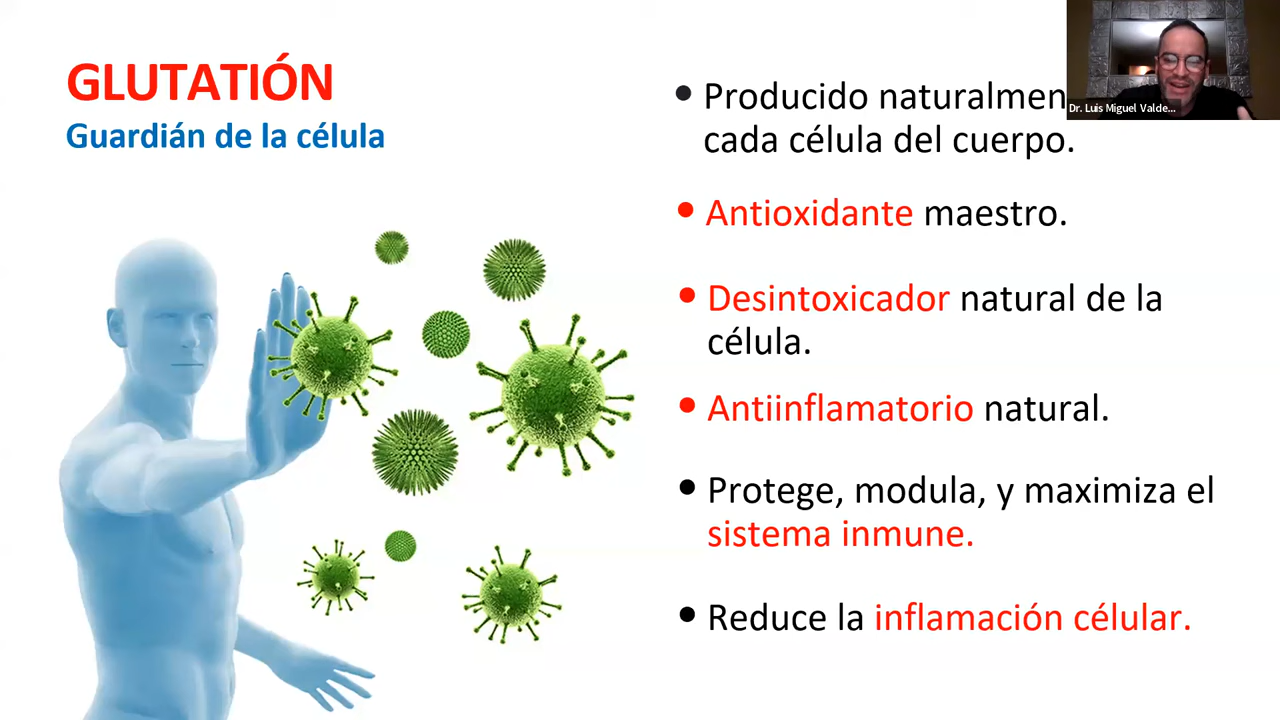 GLUTATIÓN
Guardián de la célula
Dr. Luis Miguel Valde...
• Producido naturalmen
cada célula del cuerpo.
• Antioxidante maestro.
• Desintoxicador natural de la
célula.
• Antiinflamatorio natural.
• Protege, modula, y maximiza el
sistema inmune.
• Reduce la inflamación célular.